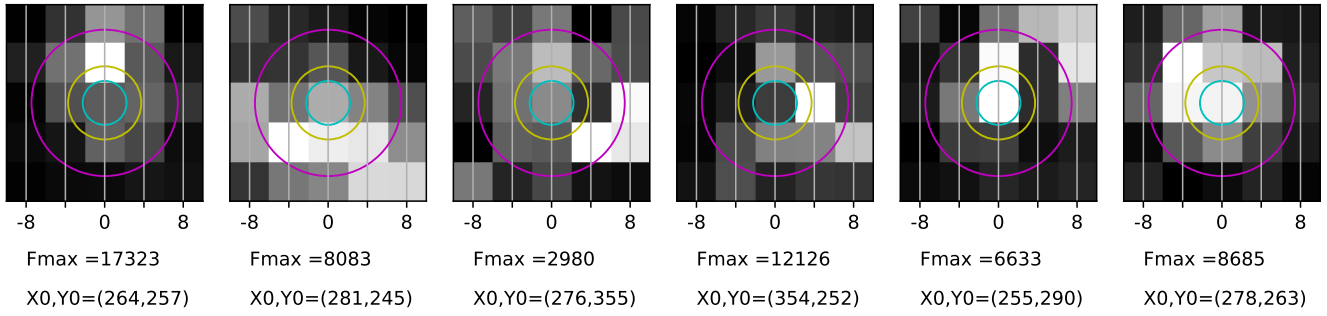 -8 0 8 -8 0 8 -8 0 8 -8 0 8 -8 0 8 -8 0 8
Fmax =17323 Fmax =8083 Fmax =2980 Fmax =12126 Fmax =6633 Fmax =8685
X0,Y0=(264,257) X0,Y0=(281,245) X0,Y0=(276,355) X0,Y0=(354,252) X0,Y0=(255,290) X0,Y0=(278,263)